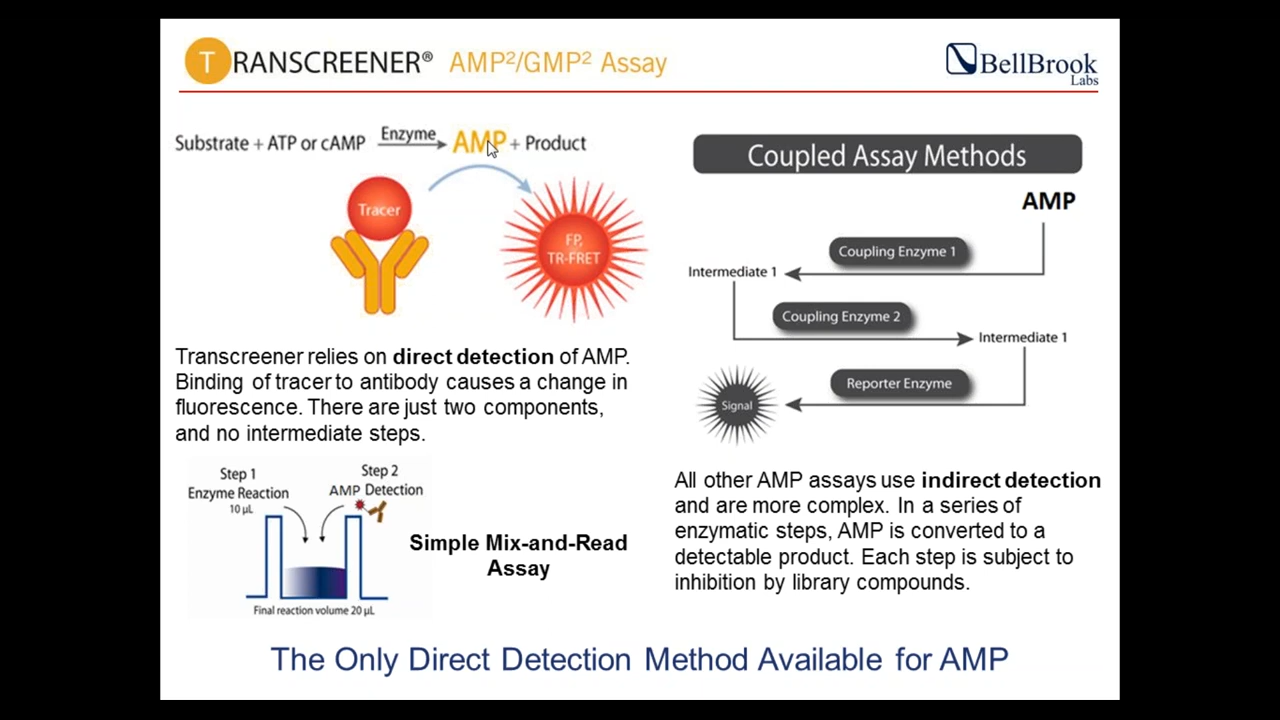 TRANSCREENER® AMP²/GMP² Assay
BellBrook
Labs
Substrate + ATP or cAMP Enzyme AMP + Product
Tracer
FP,
TR-FRET
Transcreener relies on direct detection of AMP.
Binding of tracer to antibody causes a change in
fluorescence. There are just two components,
and no intermediate steps.
Step 1
Enzyme Reaction
10 µL
Step 2
AMP Detection
Final reaction volume 20 µL
Simple Mix-and-Read
Assay
Coupled Assay Methods
AMP
Coupling Enzyme 1
Intermediate 1
Coupling Enzyme 2
Intermediate 1
Reporter Enzyme
Signal
All other AMP assays use indirect detection
and are more complex. In a series of
enzymatic steps, AMP is converted to a
detectable product. Each step is subject to
inhibition by library compounds.
The Only Direct Detection Method Available for AMP